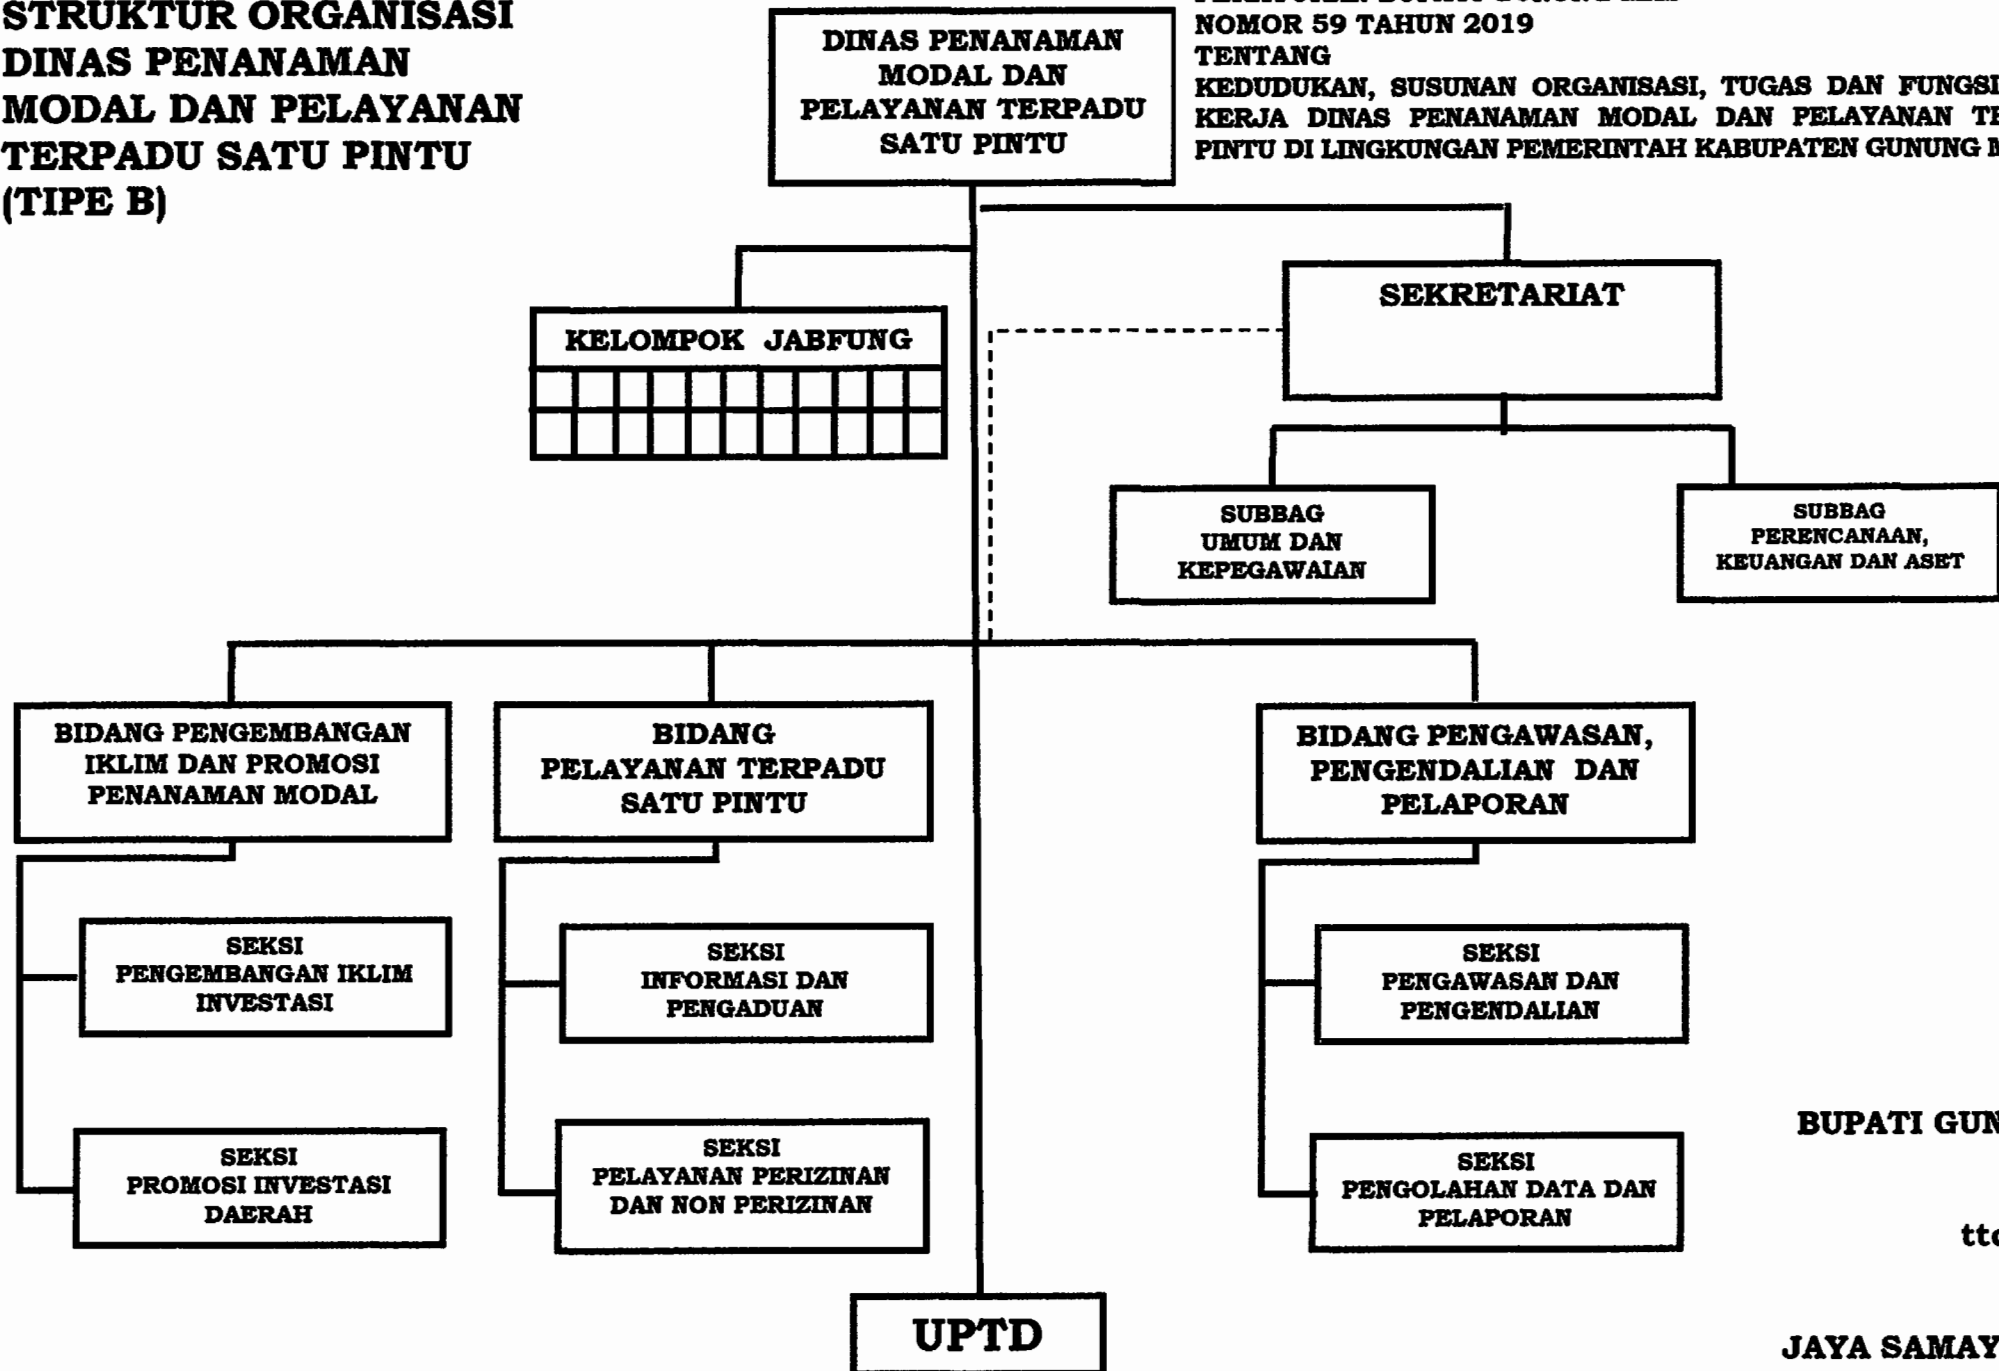 STRUKTUR ORGANISASI
DINAS PENANAMAN
MODAL DAN PELAYANAN
TERPADU SATU PINTU
(TIPE B)
DINAS PENANAMAN
MODAL DAN
PELAYANAN TERPADU
SATU PINTU
NOMOR 59 TAHUN 2019
TENTANG
KEDUDUKAN, SUSUNAN ORGANISASI, TUGAS DAN FUNGSI
KERJA DINAS PENANAMAN MODAL DAN PELAYANAN TE
PINTU DI LINGKUNGAN PEMERINTAH KABUPATEN GUNUNG M
KELOMPOK JABFUNG
SEKRETARIAT
SUBBAG
UMUM DAN
KEPEGAWAIAN
SUBBAG
PERENCANAAN,
KEUANGAN DAN ASET
BIDANG PENGEMBANGAN
IKLIM DAN PROMOSI
PENANAMAN MODAL
BIDANG
PELAYANAN TERPADU
SATU PINTU
BIDANG PENGAWASAN,
PENGENDALIAN DAN
PELAPORAN
SEKSI
PENGEMBANGAN IKLIM
INVESTASI
SEKSI
INFORMASI DAN
PENGADUAN
SEKSI
PENGAWASAN DAN
PENGENDALIAN
SEKSI
PROMOSI INVESTASI
DAERAH
SEKSI
PELAYANAN PERIZINAN
DAN NON PERIZINAN
SEKSI
PENGOLAHAN DATA DAN
PELAPORAN
UPTD
BUPATI GUN
tt
JAYA SAMAY